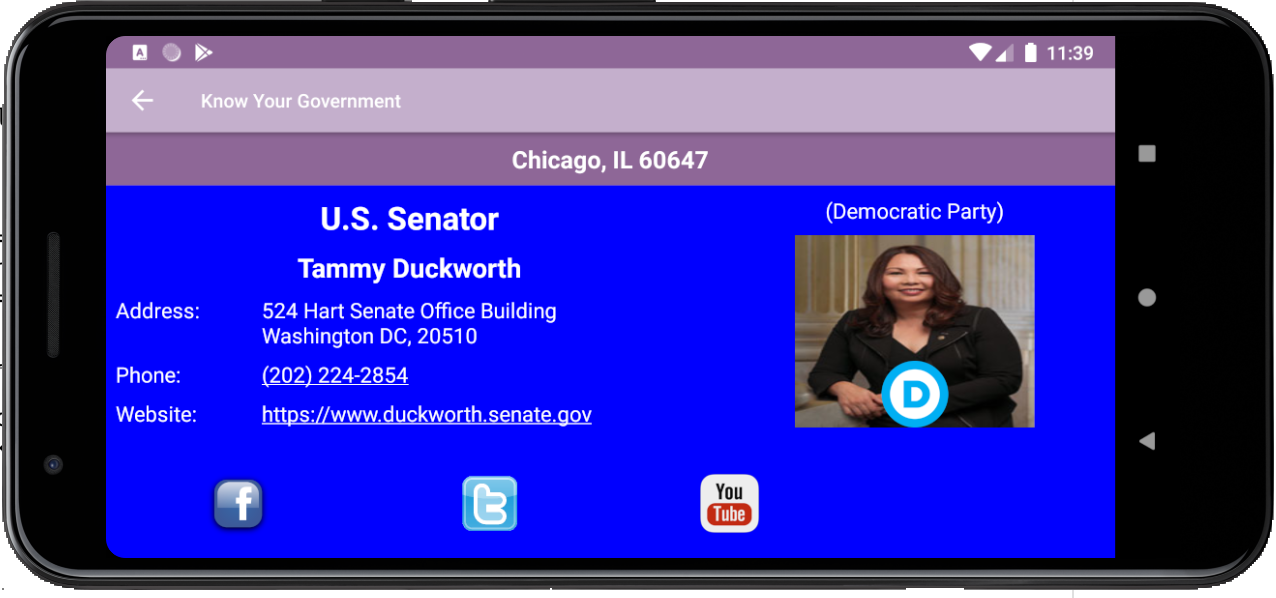 11:39
Know Your Government
Chicago, IL 60647
U.S. Senator
(Democratic Party)
Tammy Duckworth
Address:
524 Hart Senate Office Building
Washington DC, 20510
Phone:
(202) 224-2854
Website:
https://www.duckworth.senate.gov
D
f
t
You
Tube